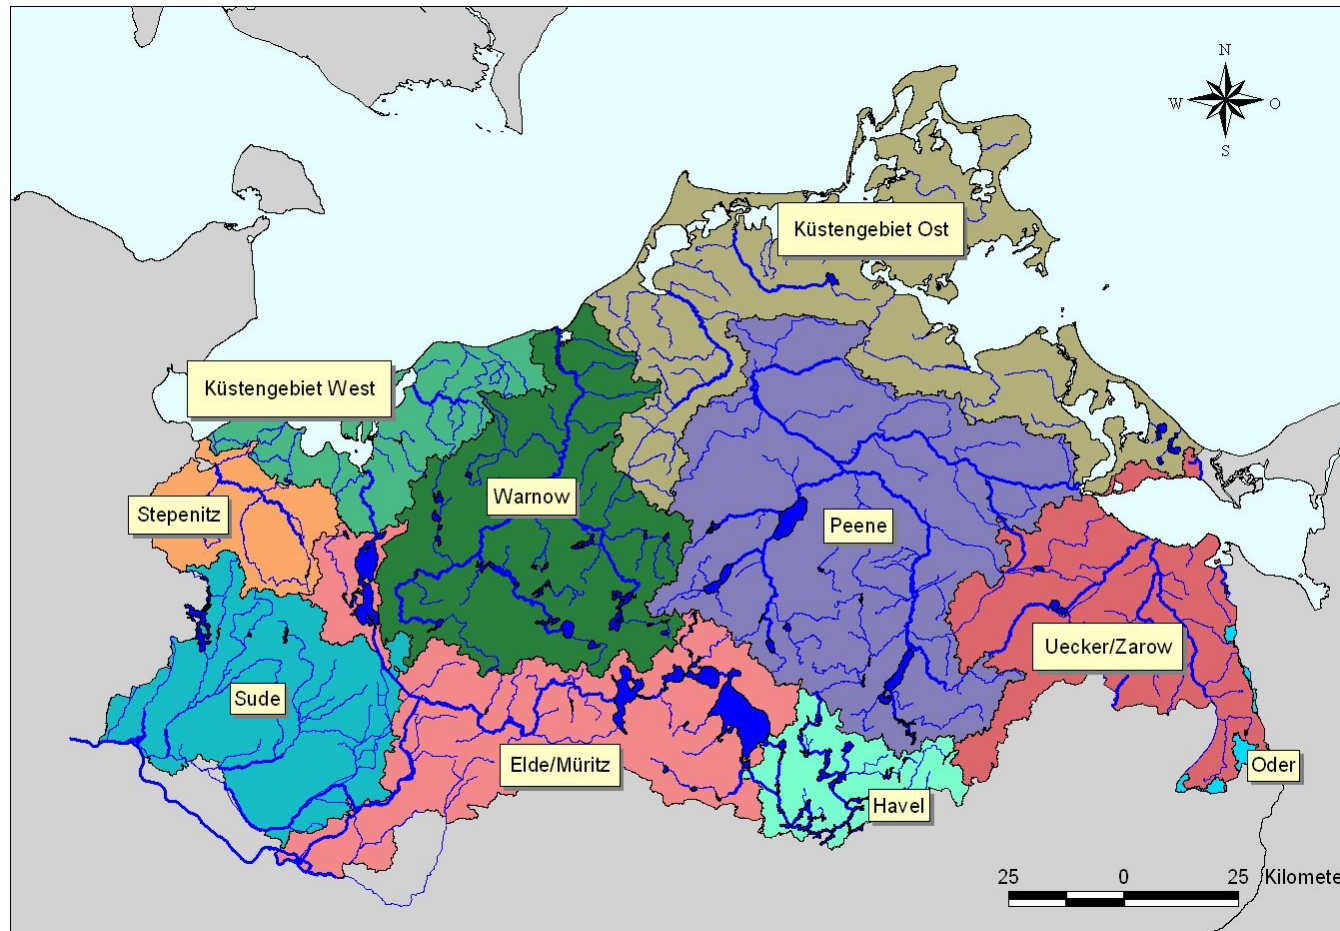 N
W
O
S
Küstengebiet Ost
Küstengebiet West
Stepenitz
Warnow
Peene
Uecker/Zarow
Sude
Elde/Müritz
Havel
Oder
25 0 25 Kilomete